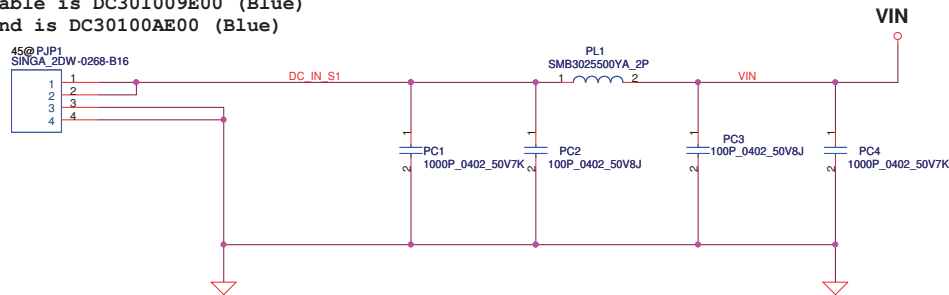 able is DC301009E00 (Blue)
nd is DC30100AE00 (Blue)
VIN
45@ PJP1
SINGA_2DW-0268-B16
1 1
2 2
3 3
4 4
DC_IN_S1
PL1
SMB3025500YA_2P
1 2
VIN
1
PC1
1000P_0402_50V7K
2
1
PC2
100P_0402_50V8J
2
1
PC3
100P_0402_50V8J
2
1
PC4
1000P_0402_50V7K
2